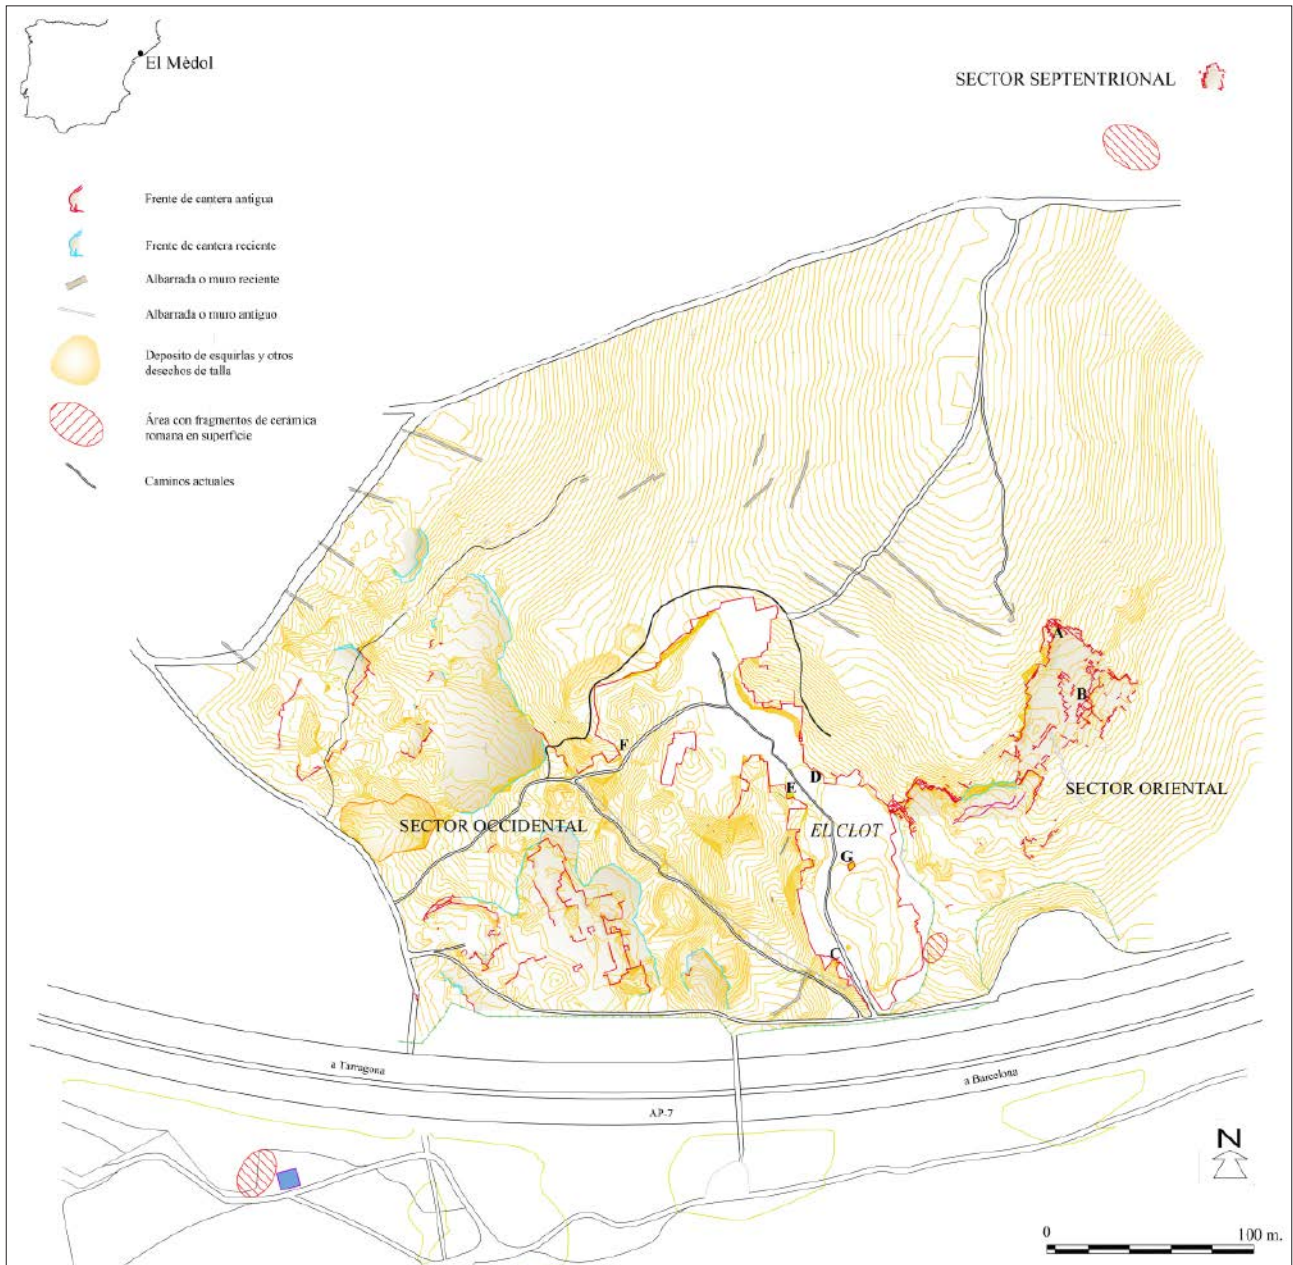 El Mèdol
SECTOR SEPTENTRIONAL
Frente de cantera antigua
Frente de cantera reciente
Albarrada o muro reciente
Albarrada o muro antiguo
Deposito de esquirlas y otros
desechos de talla
Área con fragmentos de cerámica
romana en superficie
Caminos actuales
A
B
F
D
E
SECTOR ORIENTAL
SECTOR OCCIDENTAL
EL CLOT
G
C
a Tarragona
a Barcelona
AP-7
N
0
100 m.